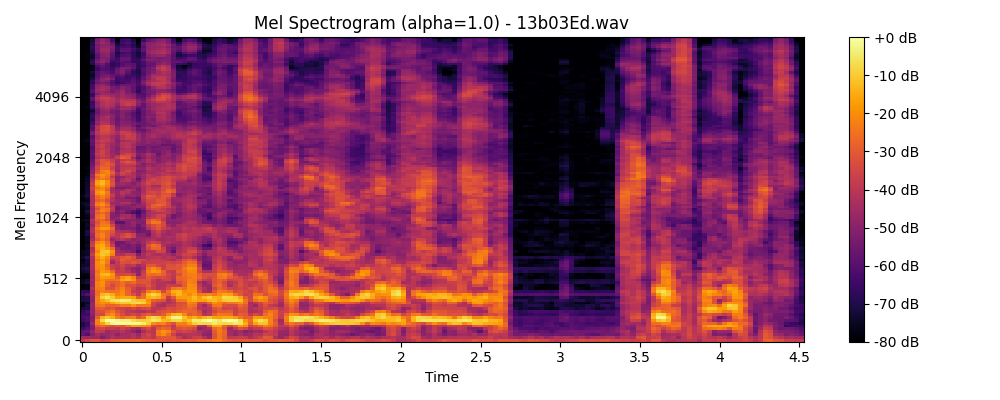 Mel Spectrogram (alpha=1.0) - 13b03Ed.wav
+0 dB
-10 dB
-20 dB
-30 dB
-40 dB
-50 dB
-60 dB
-70 dB
-80 dB
Mel Frequency
4096
2048
1024
512
0
0 0.5 1 1.5 2 2.5 3 3.5 4 4.5
Time